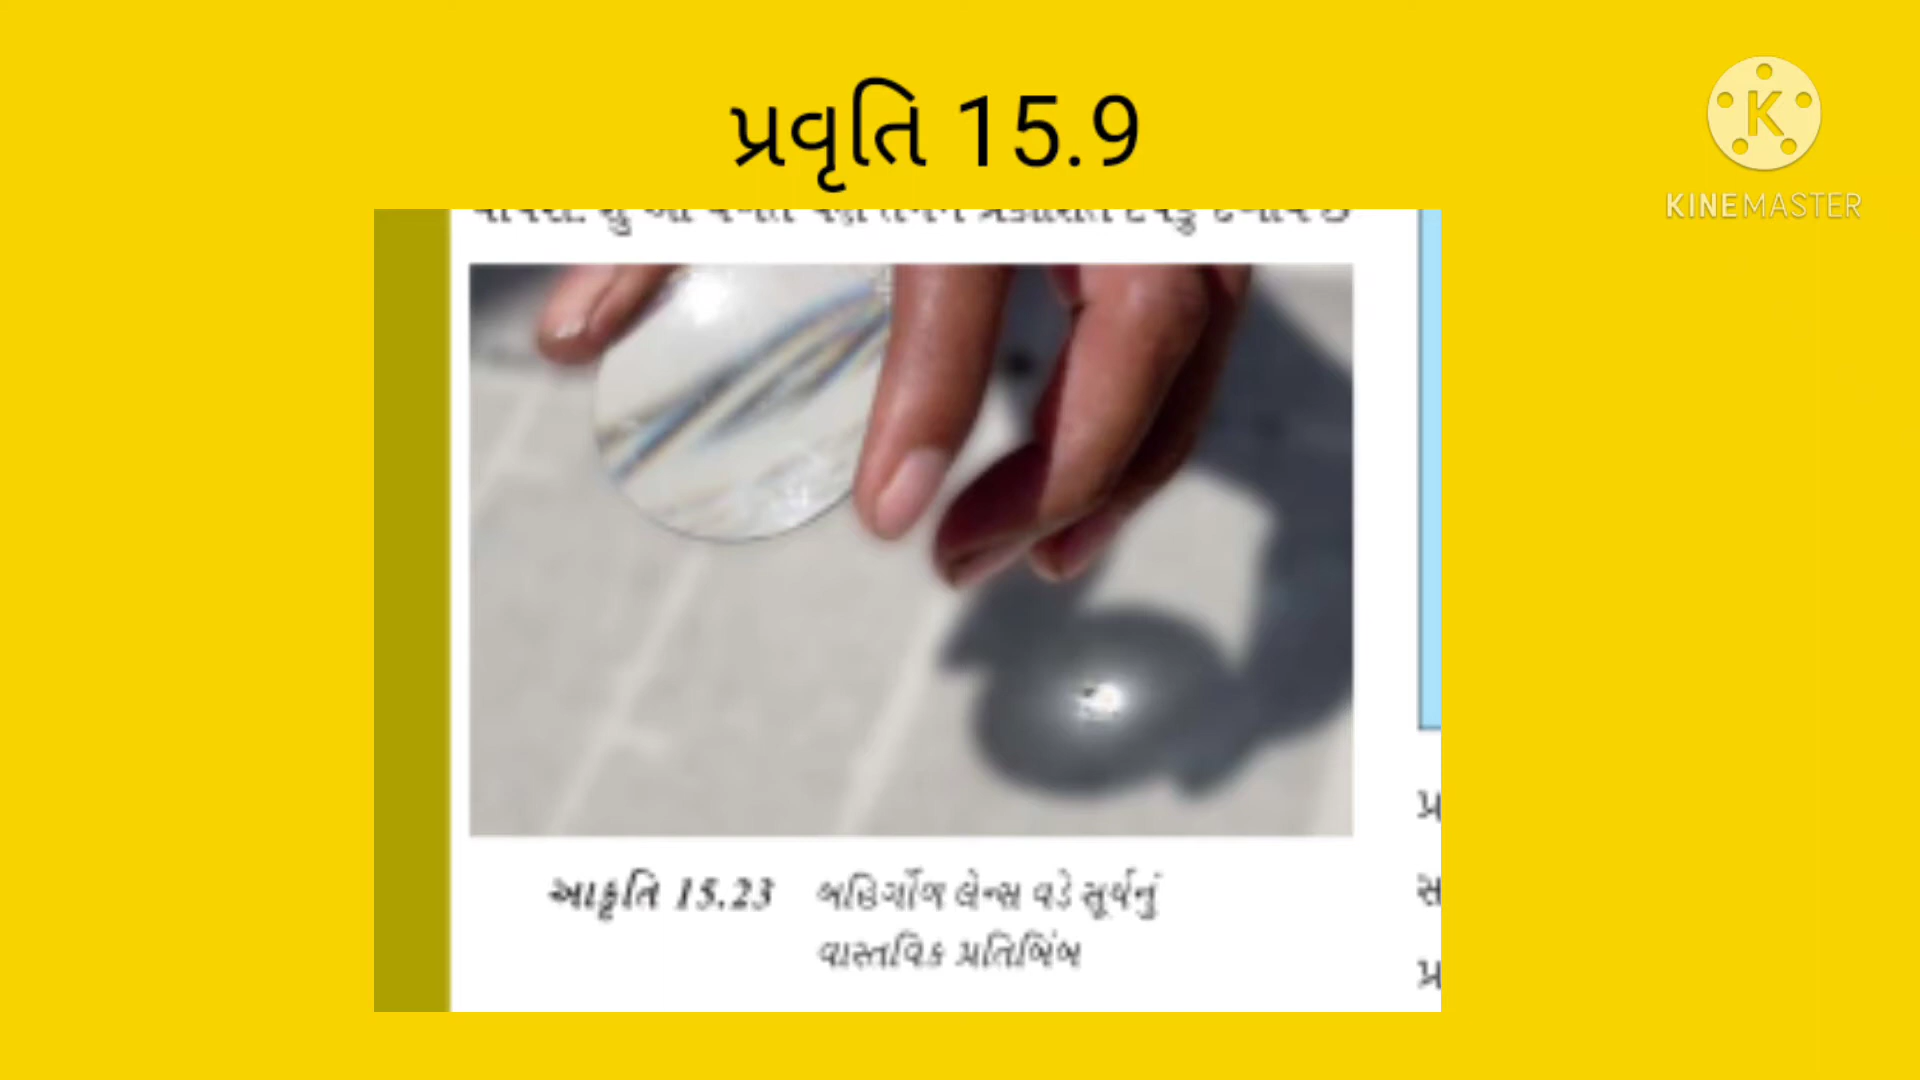 પ્રવૃતિ 15.9
KINEMASTER
આકૃતિ 15.23 બહિર્ગોળ લેન્સ વડે સૂર્યનું
વાસ્તવિક પ્રતિબિંબ
પ્ર
સ
પ્ર